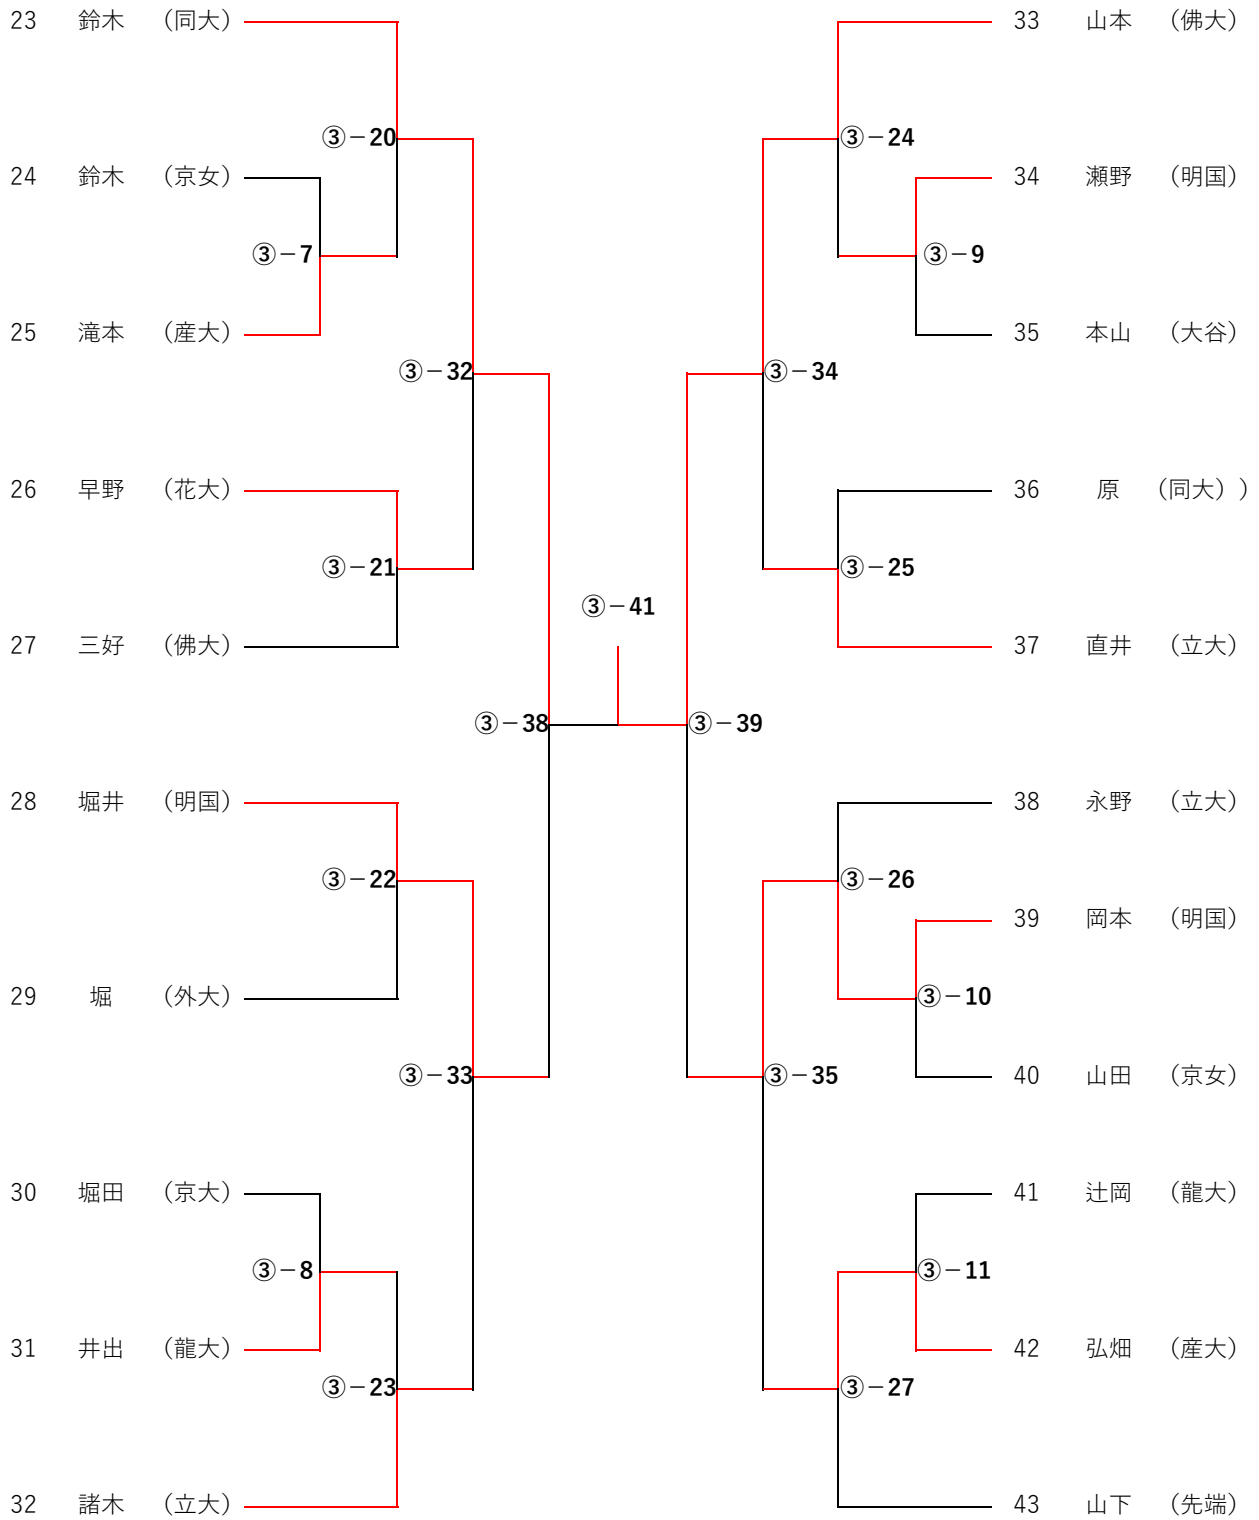 23 鈴木 （同大）
③－20
24 鈴木 （京女）
③－7
25 滝本 （産大）
③－32
26 早野 （花大）
③－21
27 三好 （佛大）
③－38
28 堀井 （明国）
③－22
29 堀 （外大）
③－33
30 堀田 （京大）
③－8
31 井出 （龍大）
③－23
32 諸木 （立大）
③－41
33 山本 （佛大）
③－24
34 瀬野 （明国）
③－9
35 本山 （大谷）
③－34
36 原 （同大））
③－25
37 直井 （立大）
③－39
38 永野 （立大）
③－26
39 岡本 （明国）
③－10
40 山田 （京女）
③－35
41 辻岡 （龍大）
③－11
42 弘畑 （産大）
③－27
43 山下 （先端）